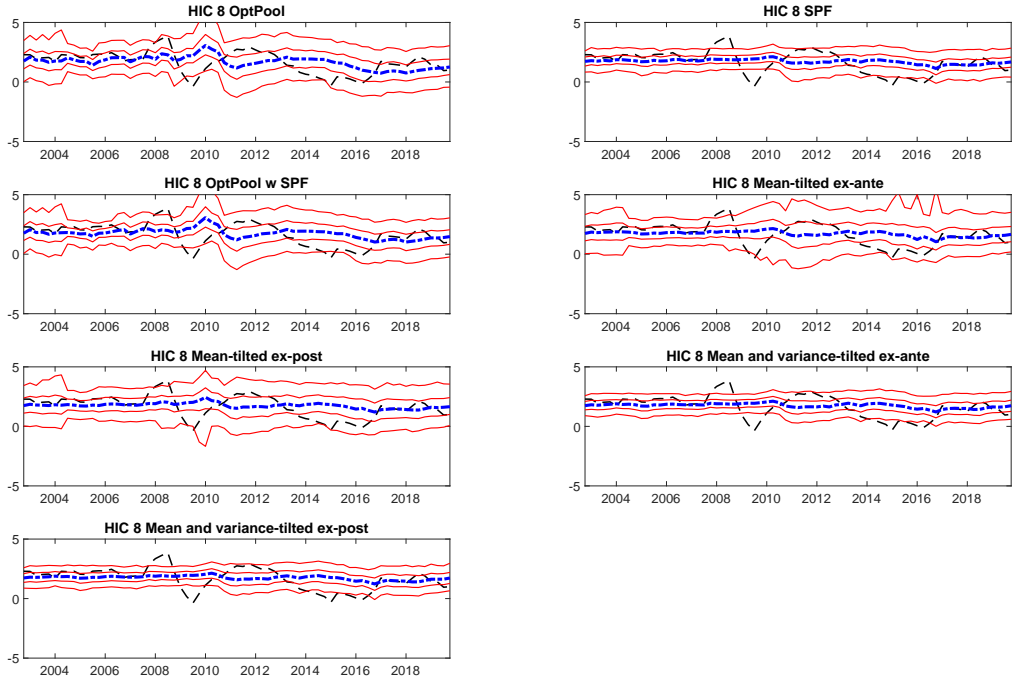 HIC 8 OptPool
5
0
-5
2004 2006 2008 2010 2012 2014 2016 2018
HIC 8 SPF
5
0
-5
2004 2006 2008 2010 2012 2014 2016 2018
HIC 8 OptPool w SPF
5
0
-5
2004 2006 2008 2010 2012 2014 2016 2018
HIC 8 Mean-tilted ex-ante
5
0
-5
2004 2006 2008 2010 2012 2014 2016 2018
HIC 8 Mean-tilted ex-post
5
0
-5
2004 2006 2008 2010 2012 2014 2016 2018
HIC 8 Mean and variance-tilted ex-ante
5
0
-5
2004 2006 2008 2010 2012 2014 2016 2018
HIC 8 Mean and variance-tilted ex-post
5
0
-5
2004 2006 2008 2010 2012 2014 2016 2018